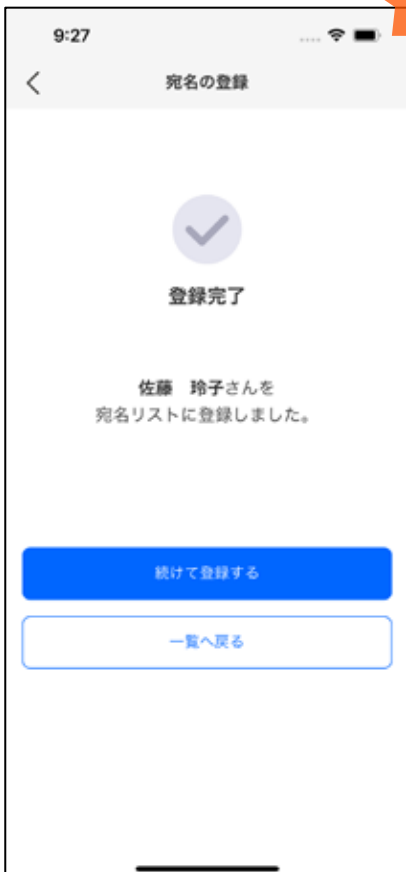 9:27
宛名の登録
登録完了
佐藤　玲子さんを
宛名リストに登録しました。
続けて登録する
一覧へ戻る